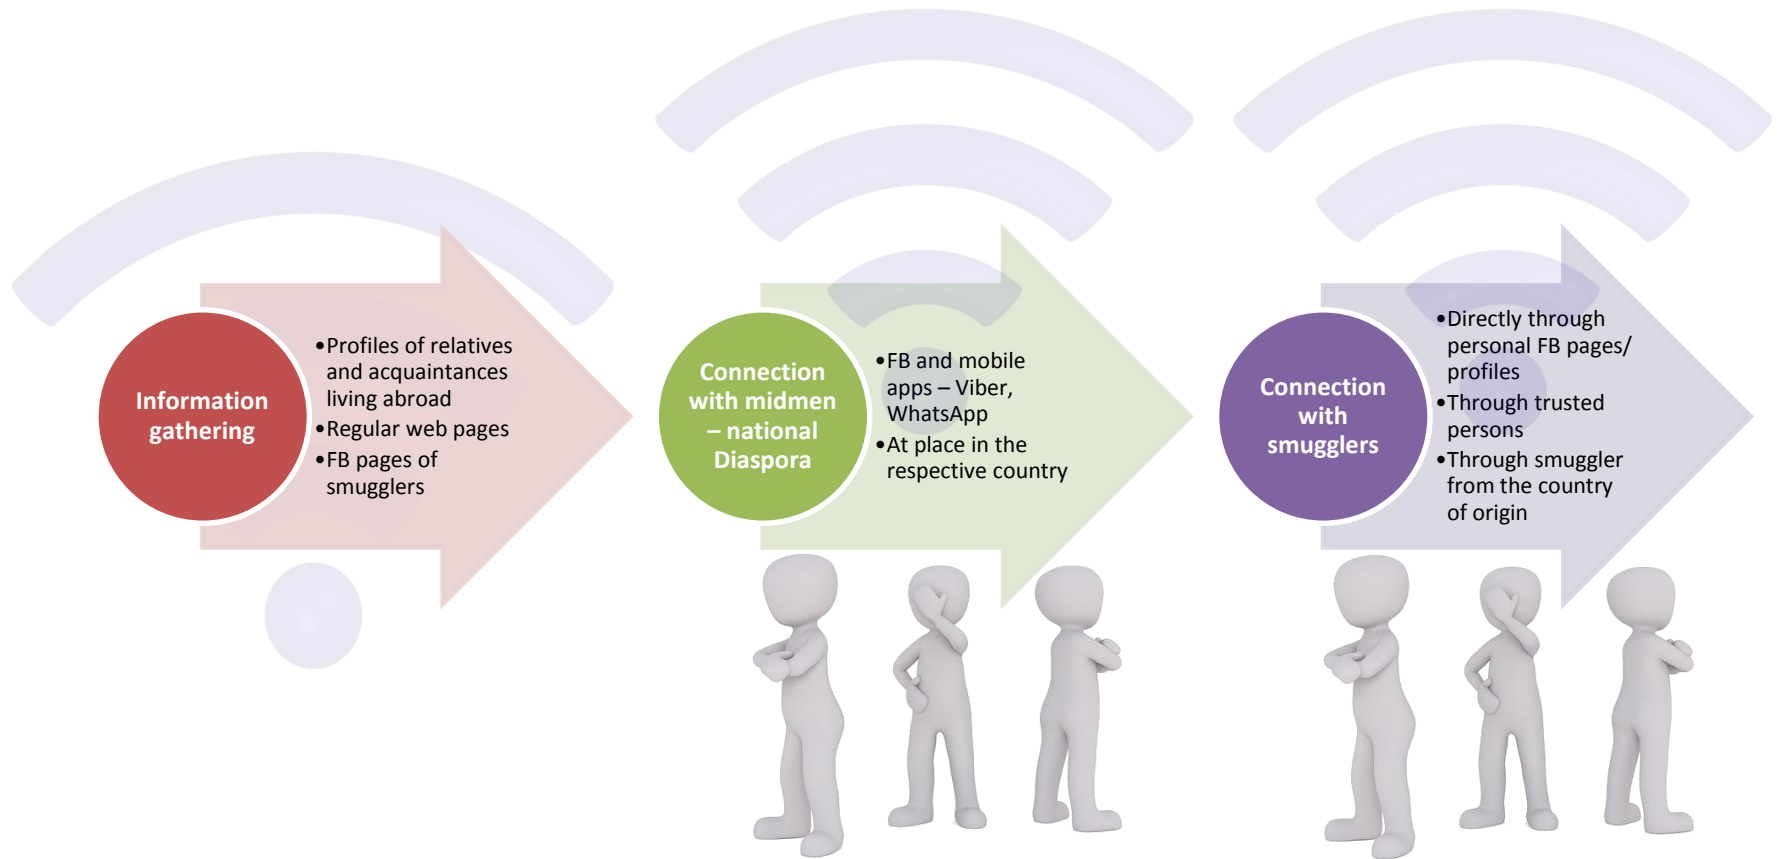 Information
gathering
•Profiles of relatives
and acquaintances
living abroad
•Regular web pages
•FB pages of
smugglers
Connection
with midmen
– national
Diaspora
•FB and mobile
apps – Viber,
WhatsApp
•At place in the
respective country
Connection
with
smugglers
•Directly through
personal FB pages/
profiles
•Through trusted
persons
•Through smuggler
from the country
of origin